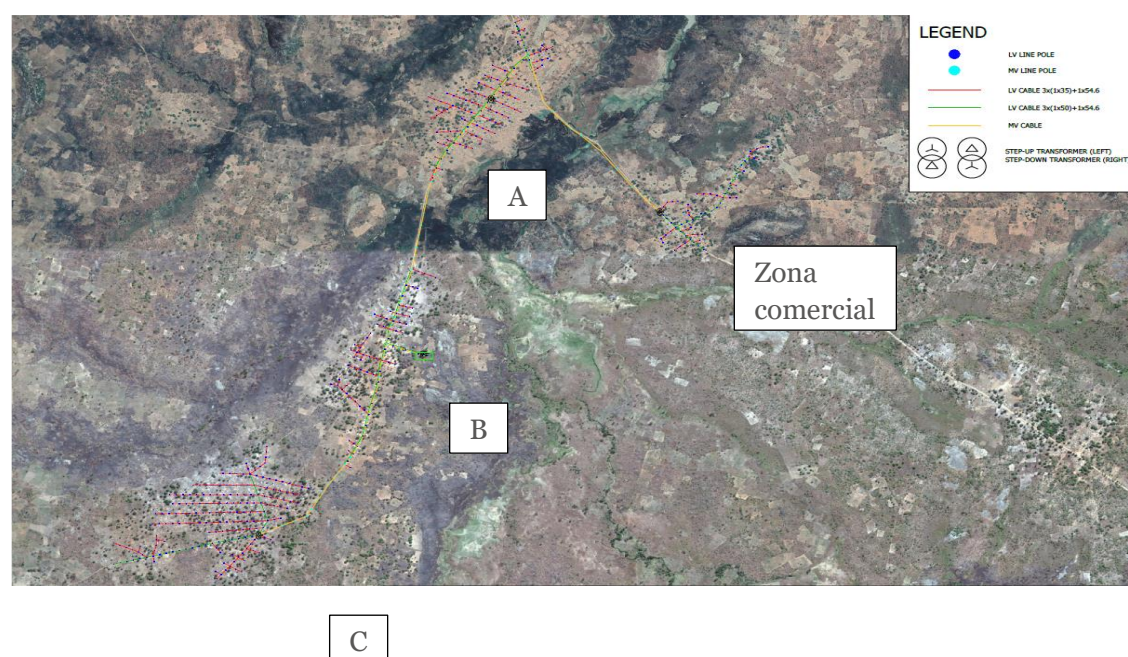 LEGEND
LV LINE POLE
MV LINE POLE
LV CABLE 3x(1x35)+1x54.6
LV CABLE 3x(1x50)+1x54.6
MV CABLE
STEP-UP TRANSFORMER (LEFT)
STEP-DOWN TRANSFORMER (RIGHT)
A
Zona
comercial
B
C